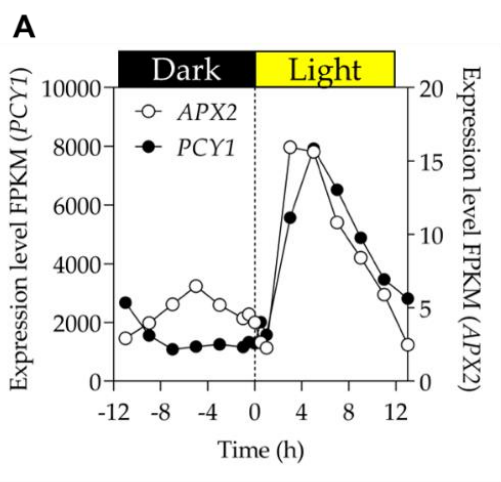 A
Dark Light
Expression level FPKM (PCY1)
10000
8000
6000
4000
2000
0
APX2
PCY1
20
15
10
5
0
Expression level FPKM (APX2)
-12 -8 -4 0 4 8 12
Time (h)